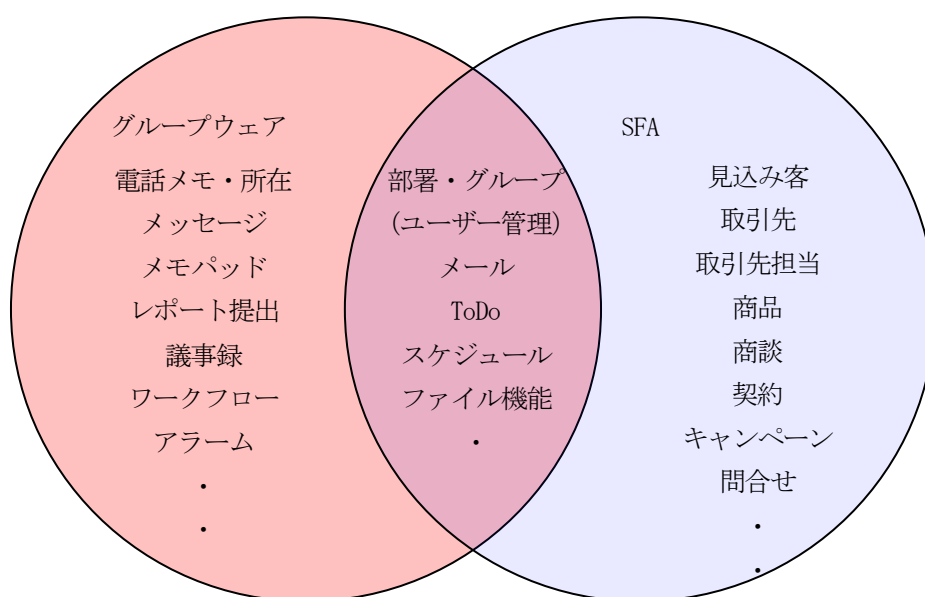 グループウェア
電話メモ・所在
メッセージ
メモパッド
レポート提出
議事録
ワークフロー
アラーム
・
・
部署・グループ
(ユーザー管理)
メール
ToDo
スケジュール
ファイル機能
・
SFA
見込み客
取引先
取引先担当
商品
商談
契約
キャンペーン
問合せ
・
・